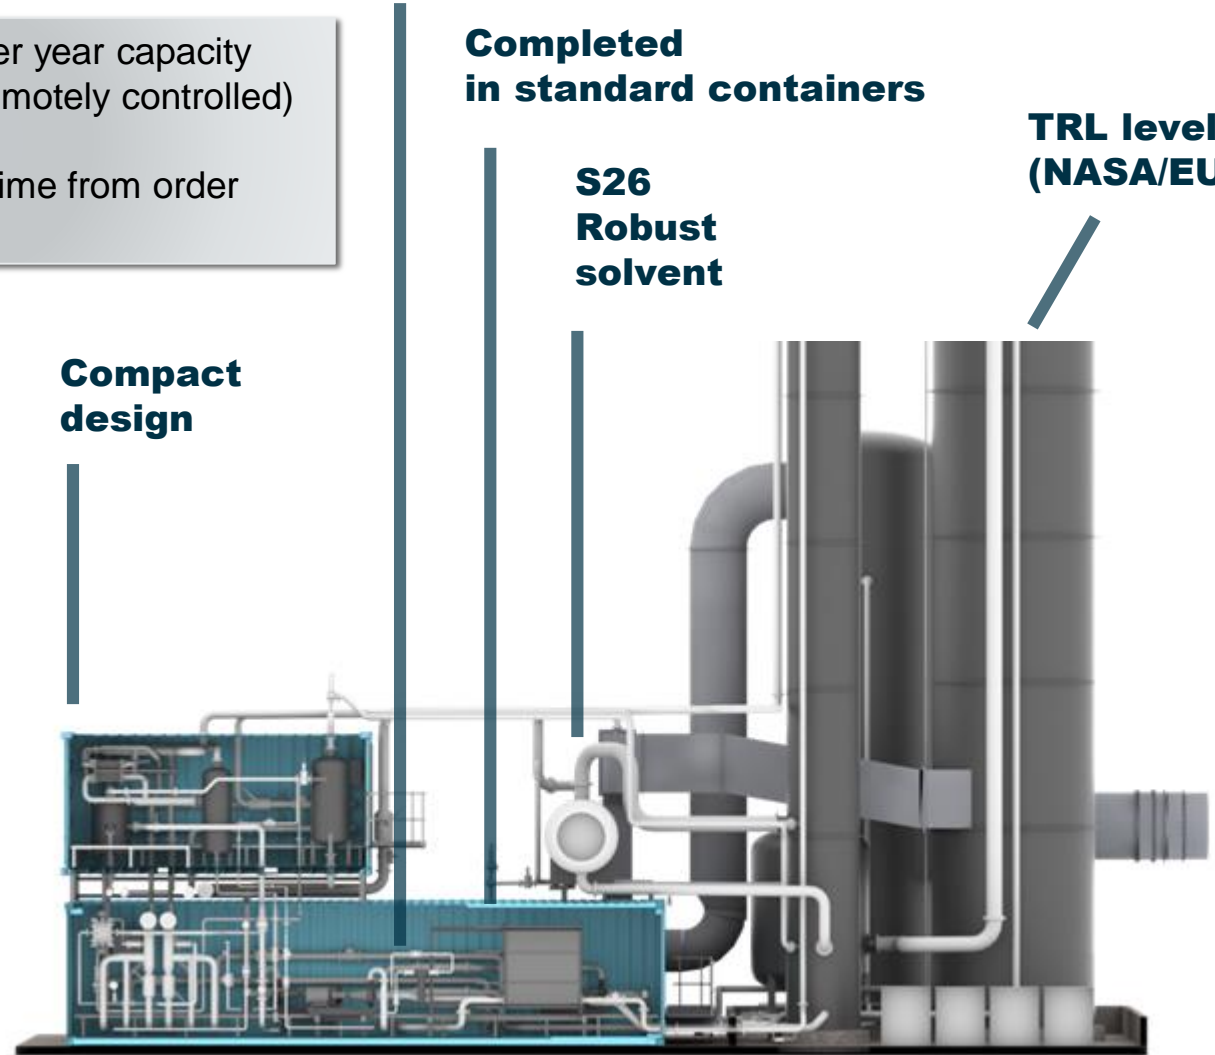 er year capacity
motely controlled)
ime from order
Completed
in standard containers
TRL level
(NASA/EU
S26
Robust
solvent
Compact
design